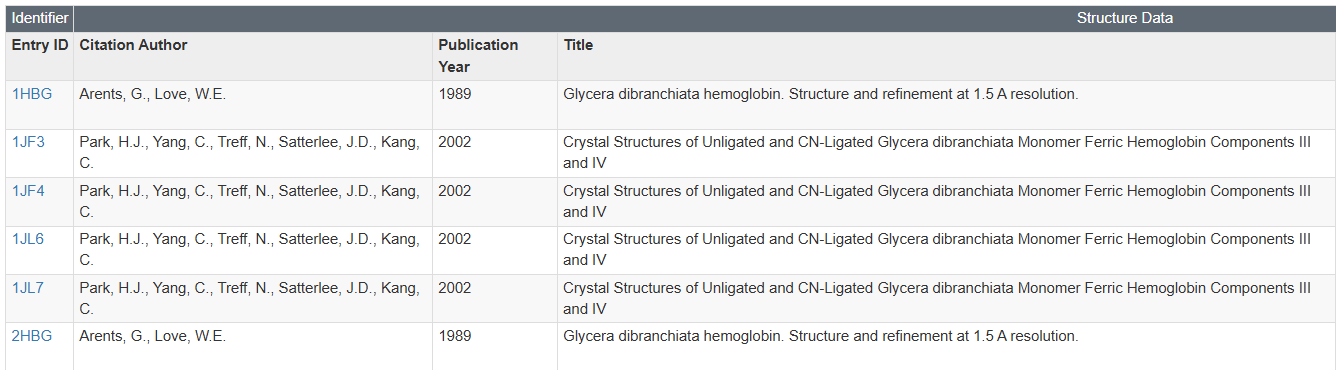 Identifier Structure Data
Entry ID Citation Author Publication Title
Year
1HBG Arents, G., Love, W.E. 1989 Glycera dibranchiata hemoglobin. Structure and refinement at 1.5 A resolution.
1JF3 Park, H.J., Yang, C., Treff, N., Satterlee, J.D., Kang, 2002 Crystal Structures of Unligated and CN-Ligated Glycera dibranchiata Monomer Ferric Hemoglobin Components III
C. and IV
1JF4 Park, H.J., Yang, C., Treff, N., Satterlee, J.D., Kang, 2002 Crystal Structures of Unligated and CN-Ligated Glycera dibranchiata Monomer Ferric Hemoglobin Components III
C. and IV
1JL6 Park, H.J., Yang, C., Treff, N., Satterlee, J.D., Kang, 2002 Crystal Structures of Unligated and CN-Ligated Glycera dibranchiata Monomer Ferric Hemoglobin Components III
C. and IV
1JL7 Park, H.J., Yang, C., Treff, N., Satterlee, J.D., Kang, 2002 Crystal Structures of Unligated and CN-Ligated Glycera dibranchiata Monomer Ferric Hemoglobin Components III
C. and IV
2HBG Arents, G., Love, W.E. 1989 Glycera dibranchiata hemoglobin. Structure and refinement at 1.5 A resolution.